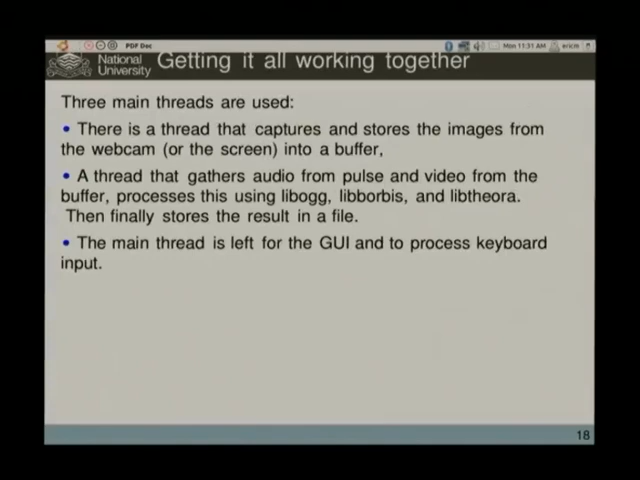 PDF Doc
Mon 11:31 AM
National
University
Getting it all working together
Three main threads are used:
• There is a thread that captures and stores the images from
the webcam (or the screen) into a buffer,
• A thread that gathers audio from pulse and video from the
buffer, processes this using libogg, libborbis, and libtheora.
Then finally stores the result in a file.
• The main thread is left for the GUI and to process keyboard
input.
18